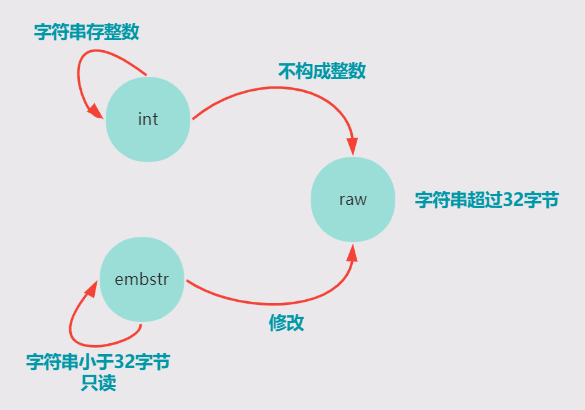 字符串存整数
不构成整数
int
raw
字符串超过32字节
embstr
修改
字符串小于32字节
只读